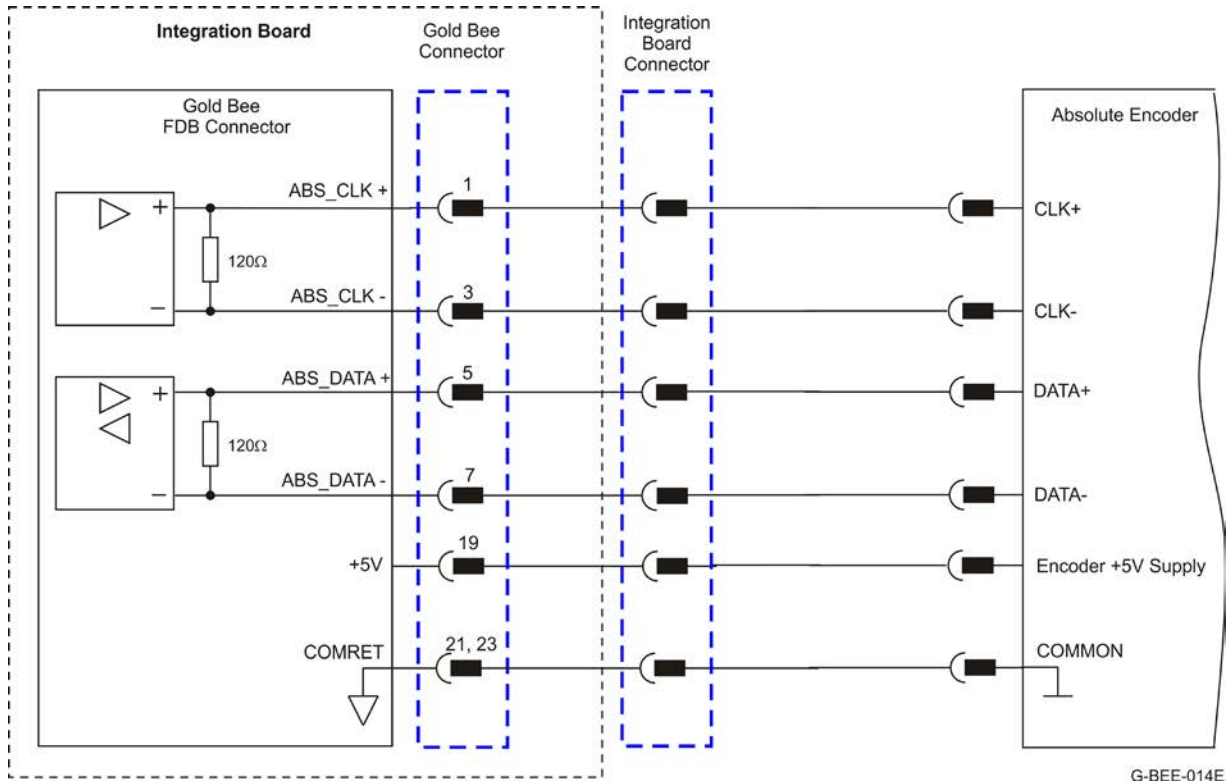 Integration Board
Gold Bee
Connector
Integration
Board
Connector
Gold Bee
FDB Connector
Absolute Encoder
ABS_CLK +
1
+
CLK+
120Ω
ABS_CLK -
3
–
CLK-
ABS_DATA +
5
+
DATA+
120Ω
ABS_DATA -
7
–
DATA-
+5V
19
Encoder +5V Supply
COMRET
21, 23
COMMON
G-BEE-014E